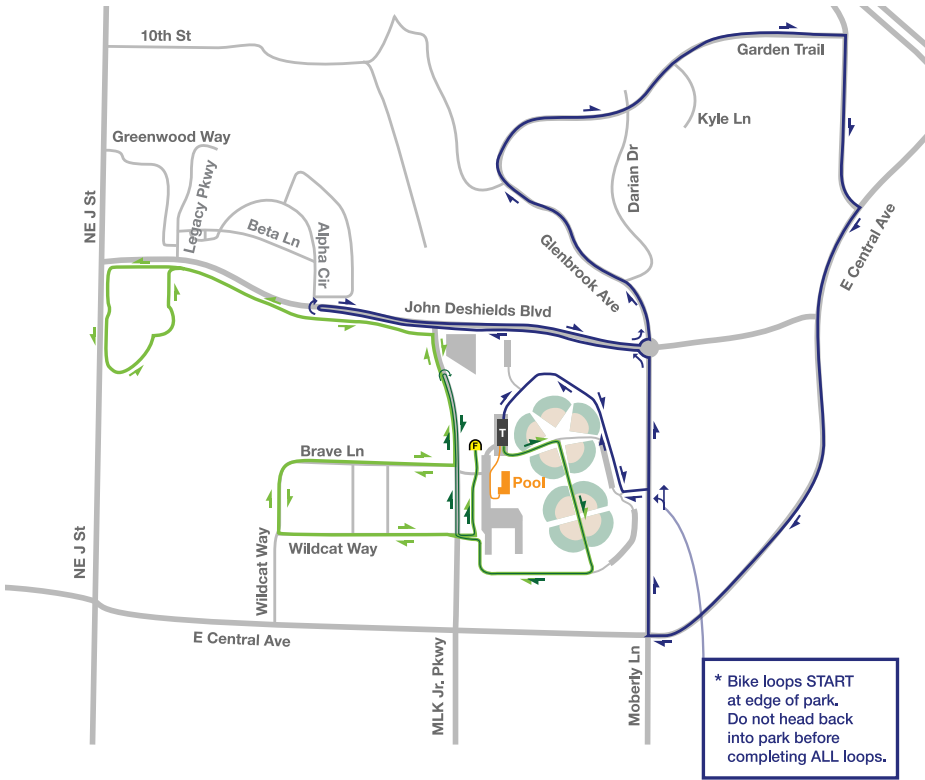 10th St
Garden Trail
Kyle Ln
Greenwood Way
Legacy Pkwy
Darian Dr
NE J St
Beta Ln
Alpha Cir
E Central Ave
Glenbrook Ave
John Deshields Blvd
F
T
Brave Ln
Pool
NE J St
Wildcat Way
Wildcat Way
E Central Ave
MLK Jr. Pkwy
Moberly Ln
* Bike loops START
at edge of park.
Do not head back
into park before
completing ALL loops.